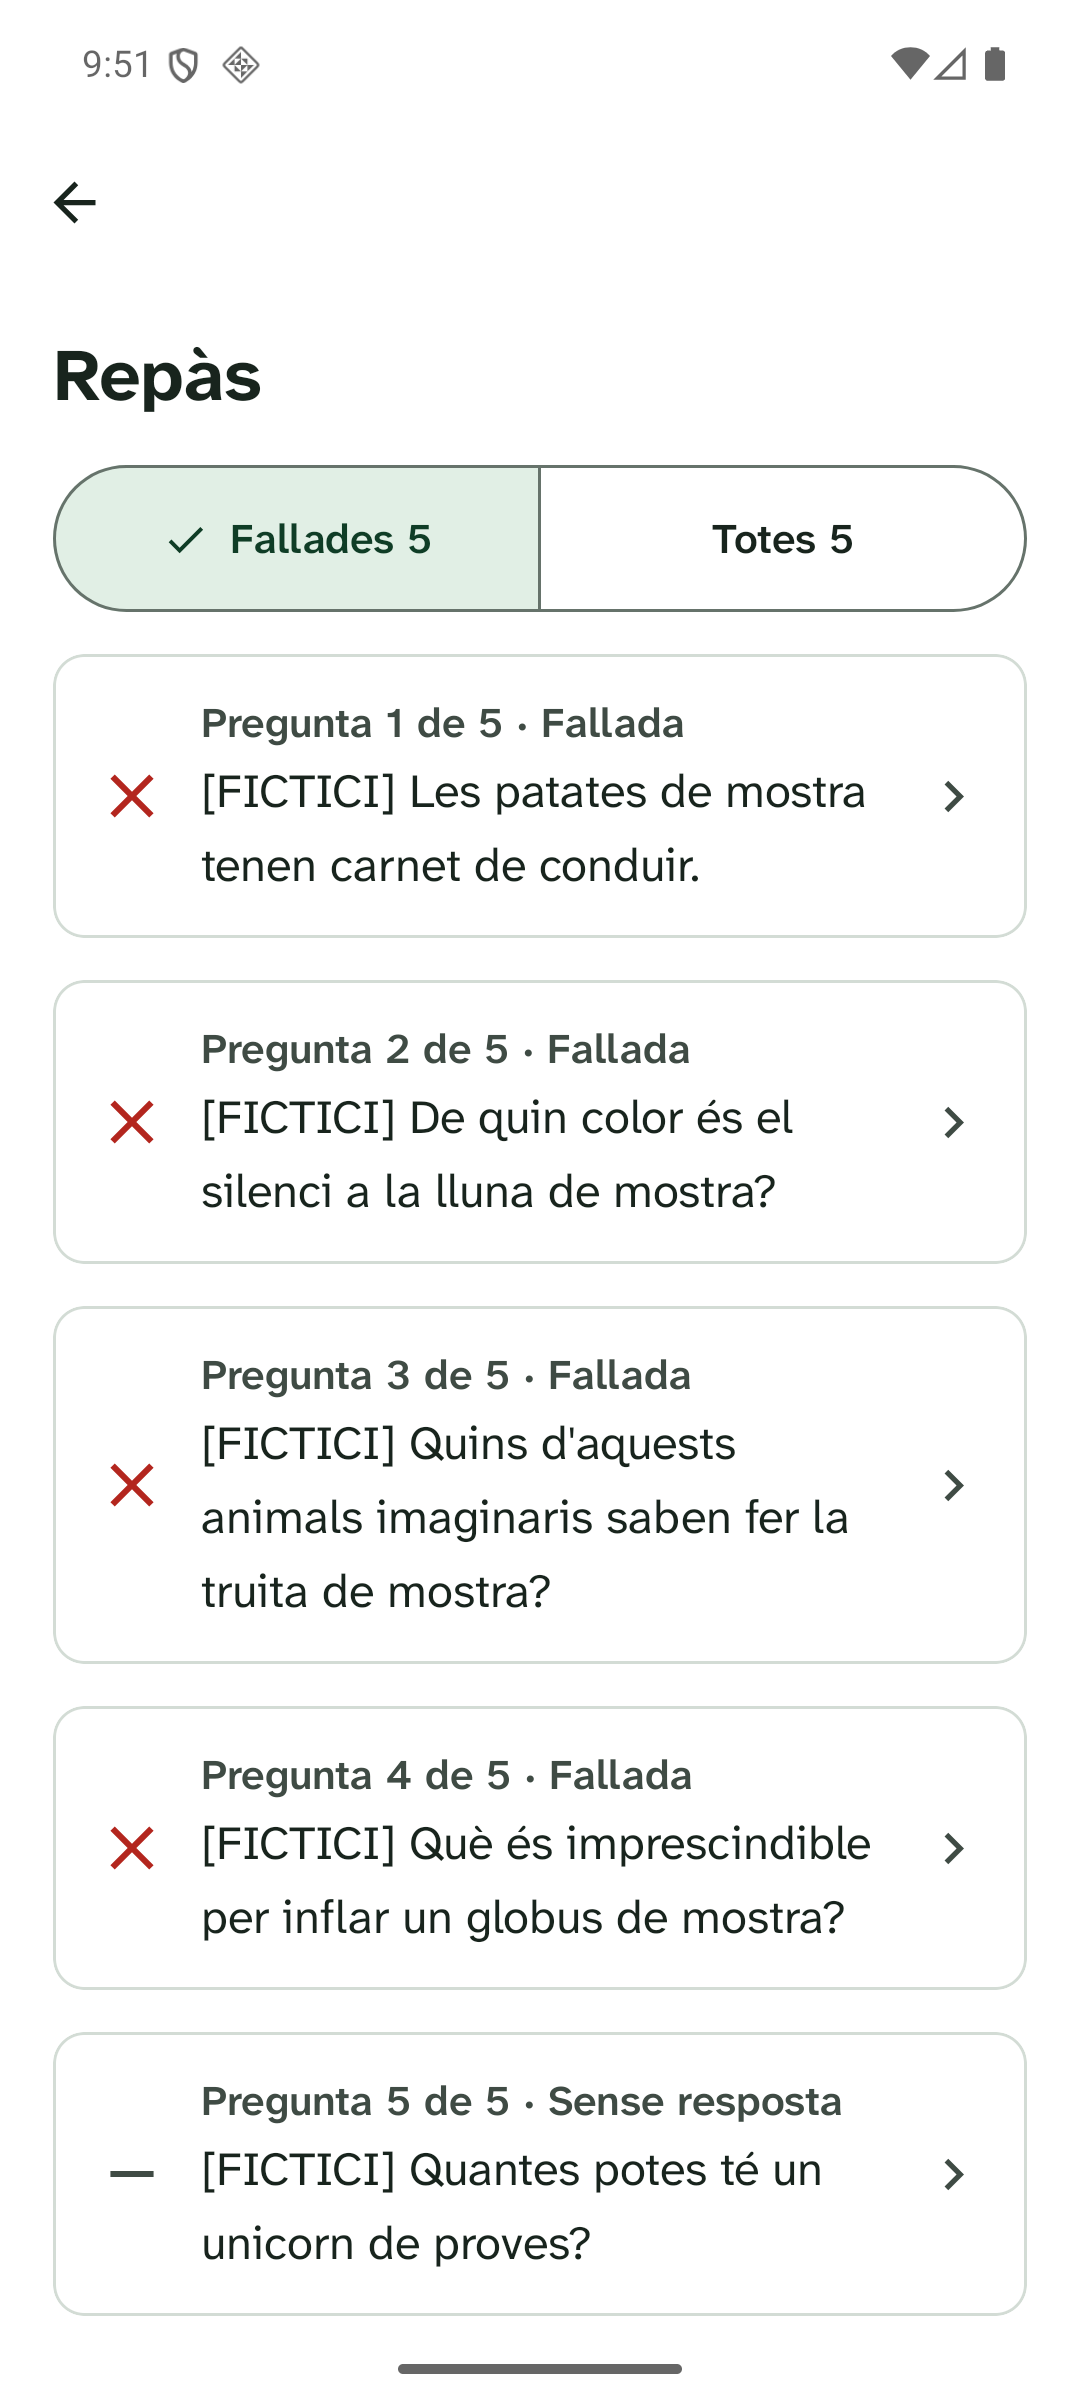 9:51
Repàs
Fallades 5
Totes 5
Pregunta 1 de 5 · Fallada
[FICTICI] Les patates de mostra
tenen carnet de conduir.
Pregunta 2 de 5 · Fallada
[FICTICI] De quin color és el
silenci a la lluna de mostra?
Pregunta 3 de 5 · Fallada
[FICTICI] Quins d'aquests
animals imaginaris saben fer la
truita de mostra?
Pregunta 4 de 5 · Fallada
[FICTICI] Què és imprescindible
per inflar un globus de mostra?
Pregunta 5 de 5 · Sense resposta
[FICTICI] Quantes potes té un
unicorn de proves?